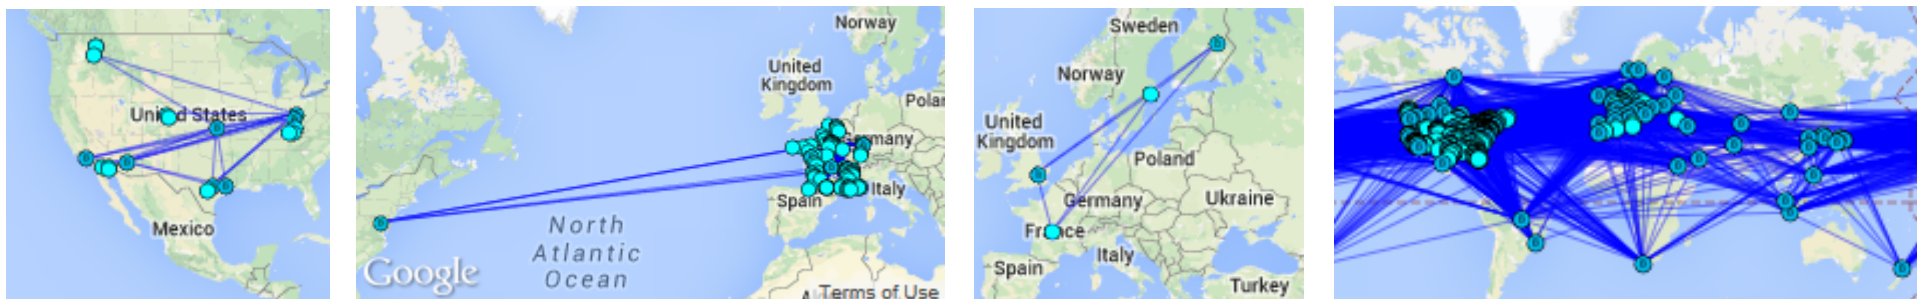 United States
Mexico
Norway
United
Kingdom
Polar
Germany
Italy
Spain
North
Atlantic
Ocean
Google
Terms of Use
Sweden
Norway
United
Kingdom
Poland
Germany
Ukraine
France
Italy
Spain
Turkey